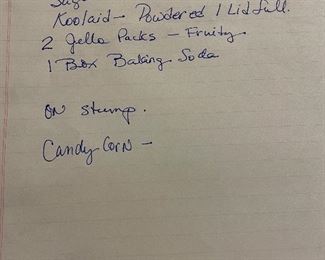 Koolaid - Powdered 1 Lid full.
2 Jello Packs - Fruity
1 Box Baking Soda
ON stump.
Candy Corn -